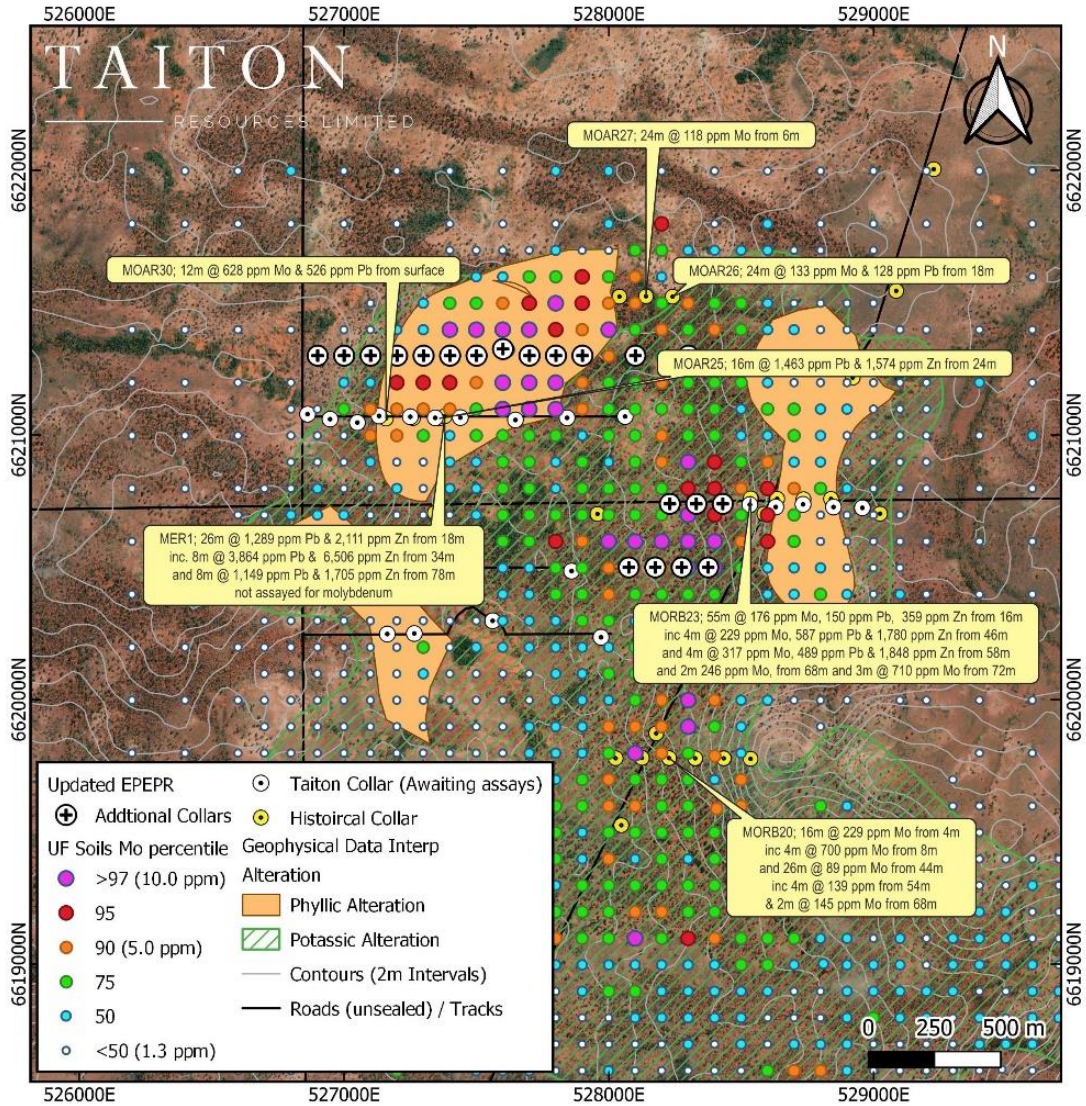 526000E 527000E 528000E 529000E
TAITON
RESOURCES LIMITED
N
MOAR27; 24m @ 118 ppm Mo from 6m
6622000N
6622000N
MOAR30; 12m @ 628 ppm Mo & 526 ppm Pb from surface
MOAR26; 24m @ 133 ppm Mo & 128 ppm Pb from 18m
MOAR25; 16m @ 1,463 ppm Pb & 1,574 ppm Zn from 24m
6621000N
6621000N
MER1; 26m @ 1,289 ppm Pb & 2,111 ppm Zn from 18m
inc. 8m @ 3,864 ppm Pb & 6,506 ppm Zn from 34m
and 8m @ 1,149 ppm Pb & 1,705 ppm Zn from 78m
not assayed for molybdenum
MORB23; 55m @ 176 ppm Mo, 150 ppm Pb, 359 ppm Zn from 16m
inc 4m @ 229 ppm Mo, 587 ppm Pb & 1,780 ppm Zn from 46m
and 4m @ 317 ppm Mo, 489 ppm Pb & 1,848 ppm Zn from 58m
and 2m 246 ppm Mo, from 68m and 3m @ 710 ppm Mo from 72m
6620000N
6620000N
MORB20; 16m @ 229 ppm Mo from 4m
inc 4m @ 700 ppm Mo from 8m
and 26m @ 89 ppm Mo from 44m
inc 4m @ 139 ppm from 54m
& 2m @ 145 ppm Mo from 68m
Updated EPEPR
Addtional Collars
UF Soils Mo percentile
>97 (10.0 ppm)
95
90 (5.0 ppm)
75
50
<50 (1.3 ppm)
Taiton Collar (Awaiting assays)
Histoircal Collar
Geophysical Data Interp
Alteration
Phyllic Alteration
Potassic Alteration
Contours (2m Intervals)
Roads (unsealed) / Tracks
6619000N
6619000N
0 250 500 m
526000E 527000E 528000E 529000E